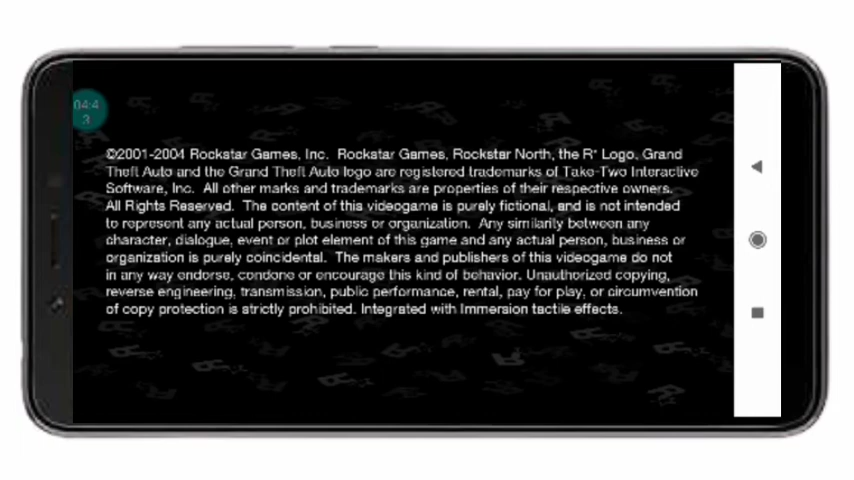 04:4
3
©2001-2004 Rockstar Games, Inc.  Rockstar Games, Rockstar North, the R* Logo, Grand
Theft Auto and the Grand Theft Auto logo are registered trademarks of Take-Two Interactive
Software, Inc.  All other marks and trademarks are properties of their respective owners.
All Rights Reserved.  The content of this videogame is purely fictional, and is not intended
to represent any actual person, business or organization.  Any similarity between any
character, dialogue, event or plot element of this game and any actual person, business or
organization is purely coincidental.  The makers and publishers of this videogame do not
in any way endorse, condone or encourage this kind of behavior. Unauthorized copying,
reverse engineering, transmission, public performance, rental, pay for play, or circumvention
of copy protection is strictly prohibited. Integrated with Immersion tactile effects.